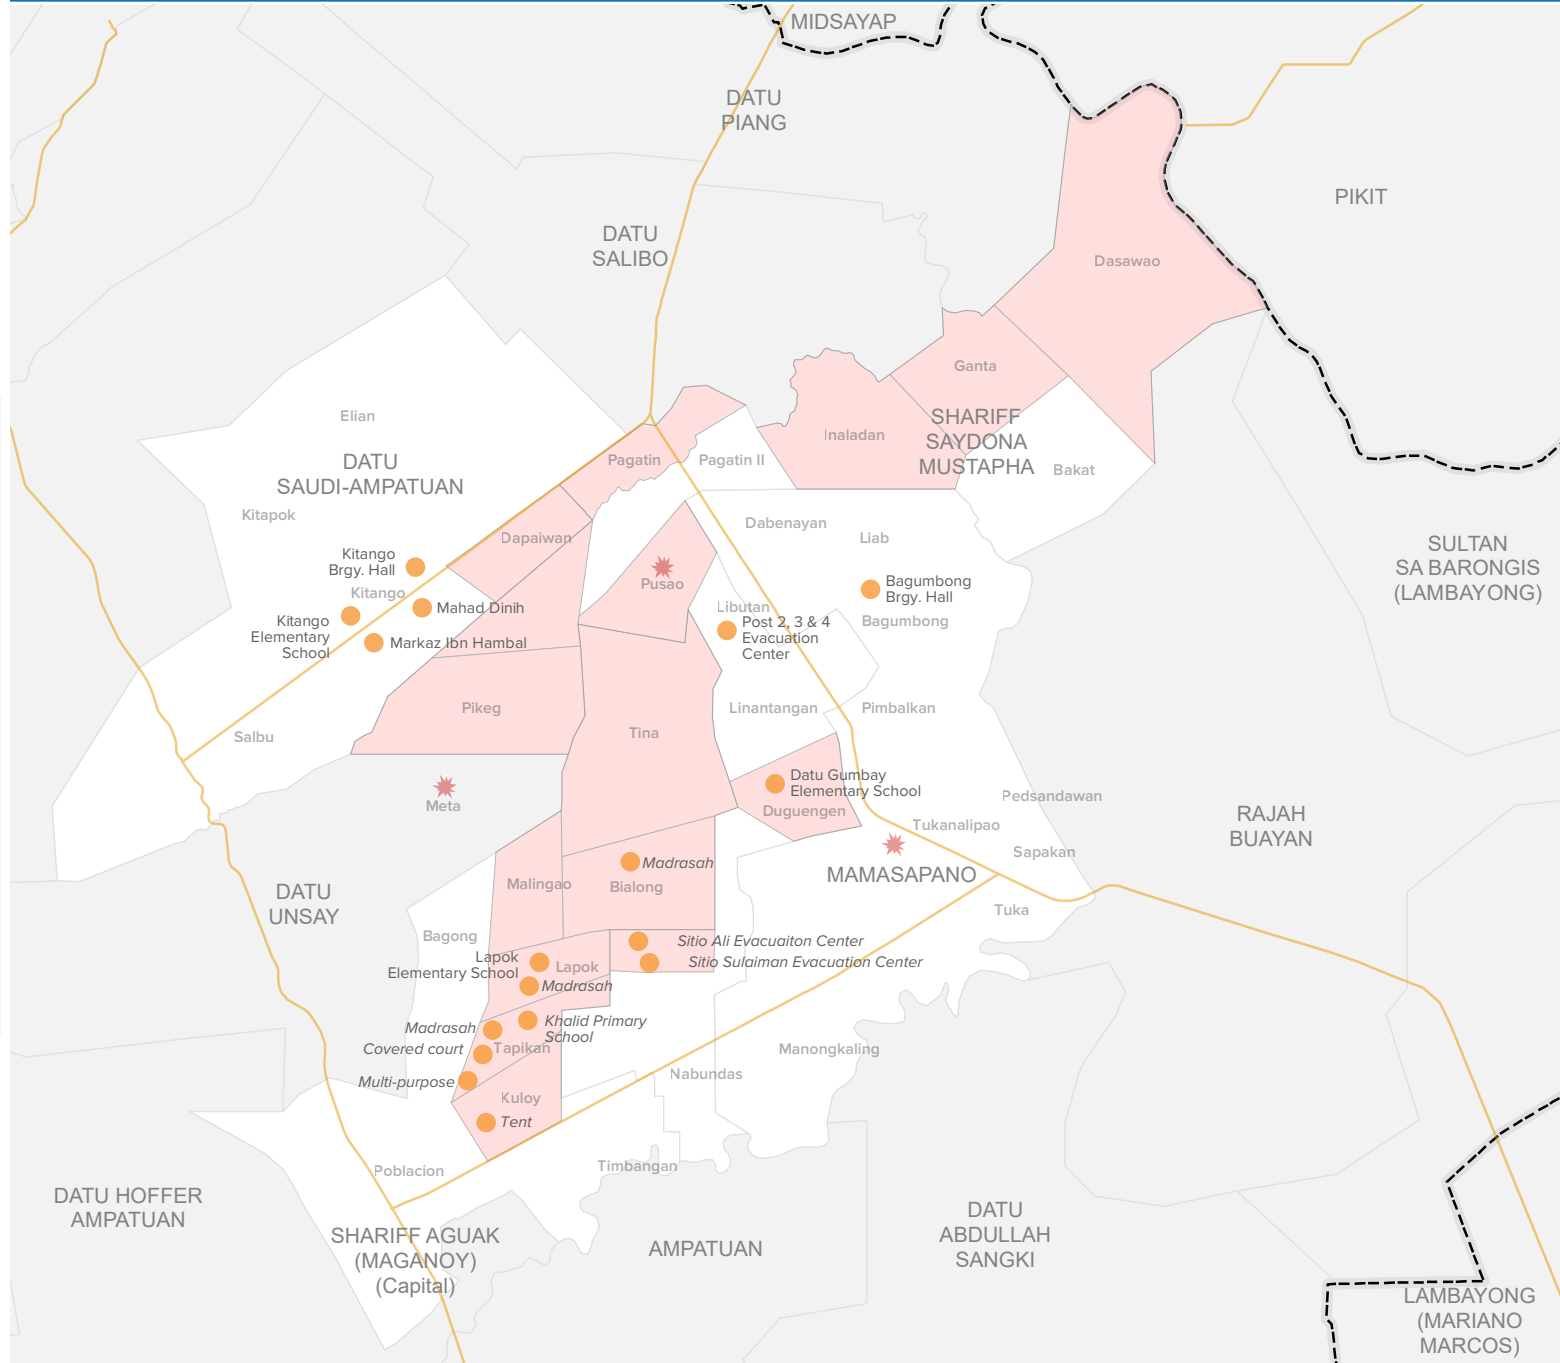 MIDSAYAP
DATU
PIANG
PIKIT
DATU
SALIBO
Dasawao
Ganta
Elian
SHARIFF
SAYDONA
MUSTAPHA
Inaladan
Pagatin
Pagatin II
Bakat
DATU
SAUDI-AMPATUAN
Kitapok
Dabenayan
Liab
Dapaiwan
SULTAN
SA BARONGIS
(LAMBAYONG)
Kitango
Brgy. Hall
Kitango
Pusao
Bagumbong
Brgy. Hall
Bagumbong
Mahad Dinih
Libutan
Post 2, 3 & 4
Evacuation
Center
Kitango
Elementary
School
Markaz Ibn Hambal
Pikeg
Linantangan
Pimbalkan
Salbu
Tina
Datu Gumbay
Elementary School
Duguengen
Meta
Pedsandawan
Tukanalipao
Sapakan
RAJAH
BUAYAN
MAMASAPANO
Madrasah
Bialong
Malingao
DATU
UNSAY
Tuka
Bagong
Sitio Ali Evacuaiton Center
Sitio Sulaiman Evacuation Center
Lapok
Elementary School
Lapok
Madrasah
Madrasah
Khalid Primary
School
Covered court
Tapikan
Manongkaling
Multi-purpose
Nabundas
Kuloy
Tent
Poblacion
Timbangan
DATU HOFFER
AMPATUAN
SHARIFF AGUAK
(MAGANOY)
(Capital)
AMPATUAN
DATU
ABDULLAH
SANGKI
LAMBAYONG
(MARIANO
MARCOS)